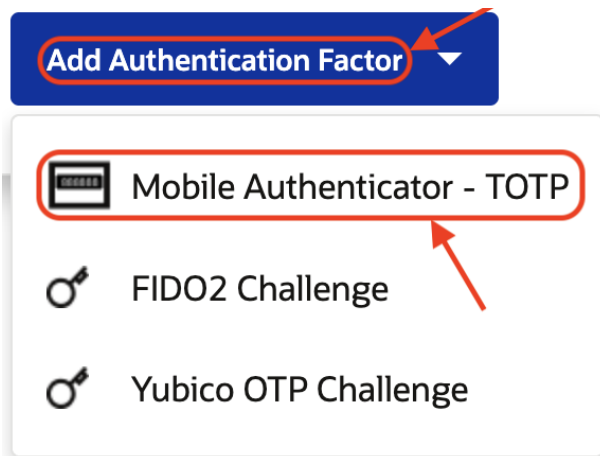 Add Authentication Factor
Mobile Authenticator - TOTP
FIDO2 Challenge
Yubico OTP Challenge